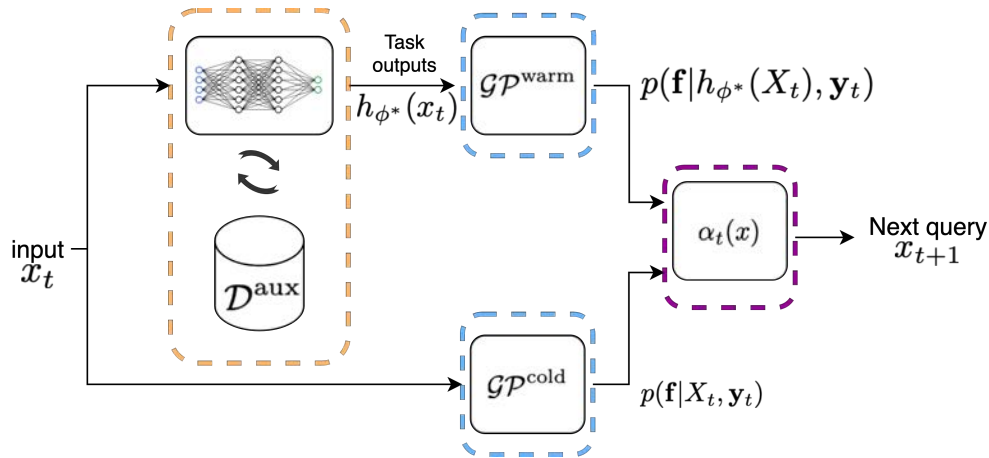 input
x_t
Task
outputs
h_{ϕ*}(x_t)
𝒟^aux
𝒢𝒫^warm
p(𝐟|h_{ϕ*}(X_t), 𝐲_t)
𝒢𝒫^cold
p(𝐟|X_t, 𝐲_t)
α_t(x)
Next query
x_{t+1}